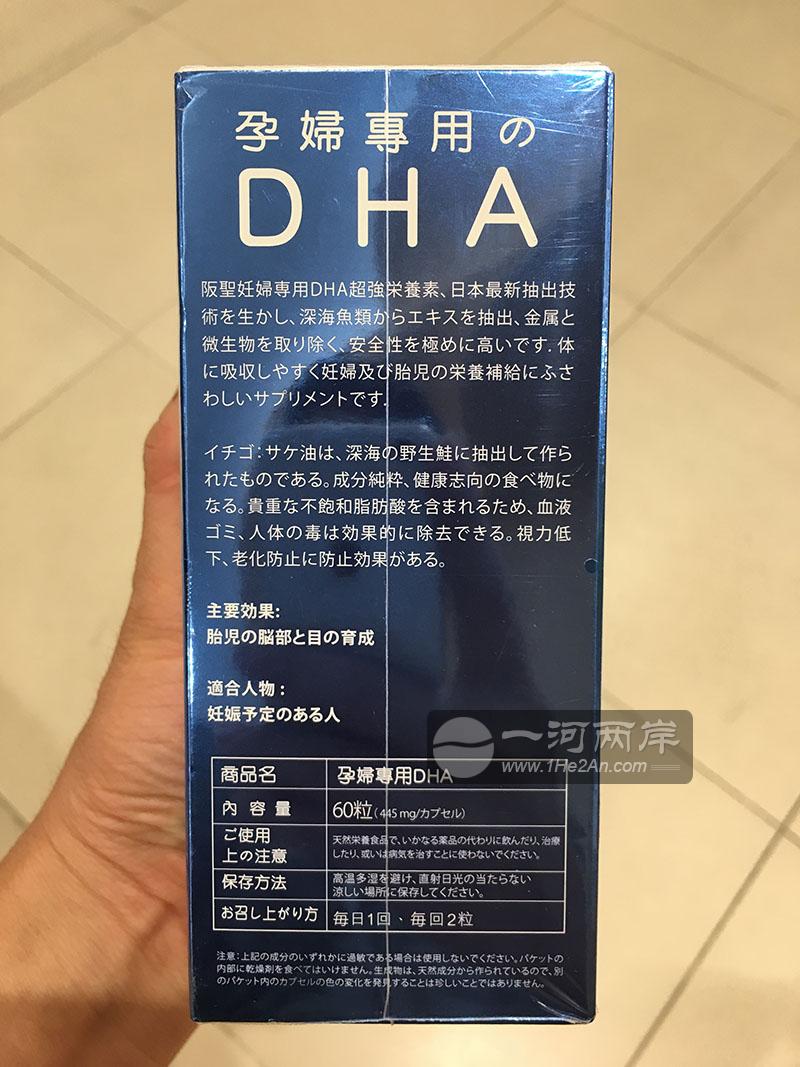 孕婦專用の
DHA
阪聖妊婦専用DHA超強栄養素、日本最新抽出技
術を生かし、深海魚類からエキスを抽出、金属と
微生物を取り除く、安全性を極めに高いです. 体
に吸収しやすく妊婦及び胎児の栄養補給にふさ
わしいサプリメントです.
イチゴ：サケ油は、深海の野生鮭に抽出して作ら
れたものである。成分純粋、健康志向の食べ物に
なる。貴重な不飽和脂肪酸を含まれるため、血液
ゴミ、人体の毒は効果的に除去できる。視力低
下、老化防止に防止効果がある。
主要効果:
胎児の脳部と目の育成
適合人物：
妊娠予定のある人
一河两岸
www.1He2An.com
商品名 孕婦專用DHA
內容量 60粒(445 mg/カプセル)
ご使用
上の注意
天然栄養食品で、いかなる薬品の代わりに飲んだり、治療
したり、或いは病気を治すことに使わないでください。
保存方法
高温多湿を避け、直射日光の当たらない
涼しい場所に保存してください。
お召し上がり方 毎日1回、毎回2粒
注意：上記の成分のいずれかに過敏である場合は使用しないでください。パケットの
内部に乾燥剤を食べてはいけません。生成物は、天然成分から作られているので、別
のパケット内のカプセルの色の変化を発見することは珍しいことではありません。